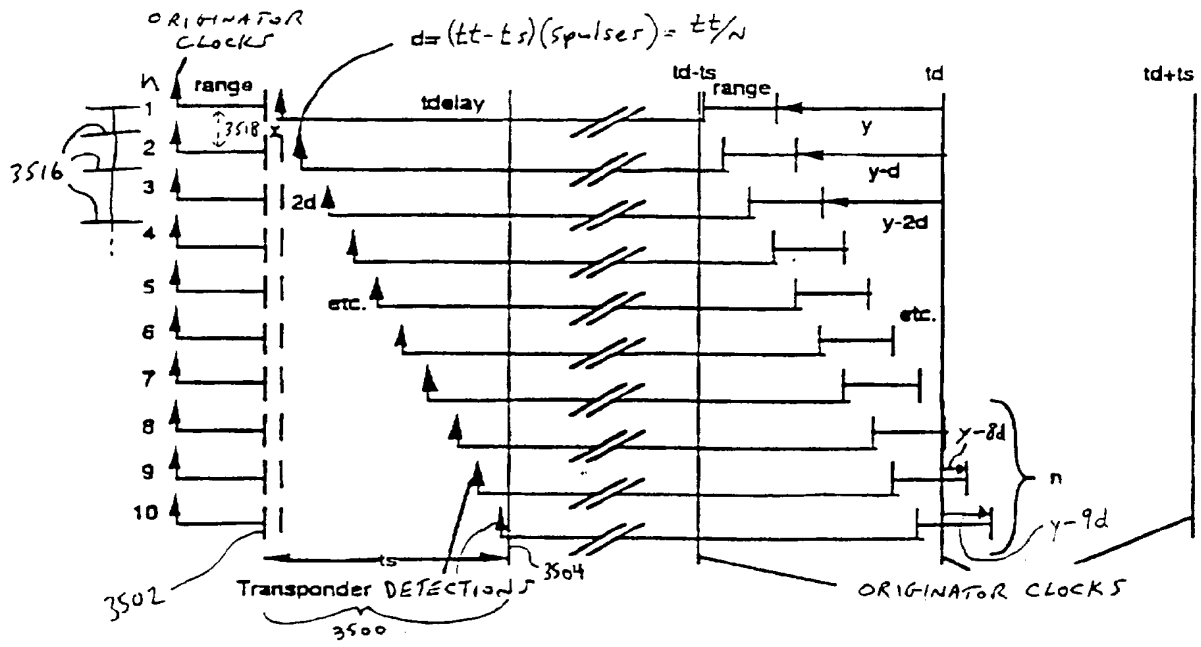 ORIGINATOR
CLOCKS
d=(tt-ts)(5pulses)= tt/N
td-ts
td
td+ts
n
range
tdelay
range
1
3518
x
y
2
y-d
3516
3
2d
y-2d
4
5
etc.
etc.
6
7
8
y-8d
9
n
10
y-9d
ts
3504
3502
Transponder DETECTIONS
ORIGINATOR CLOCKS
3500